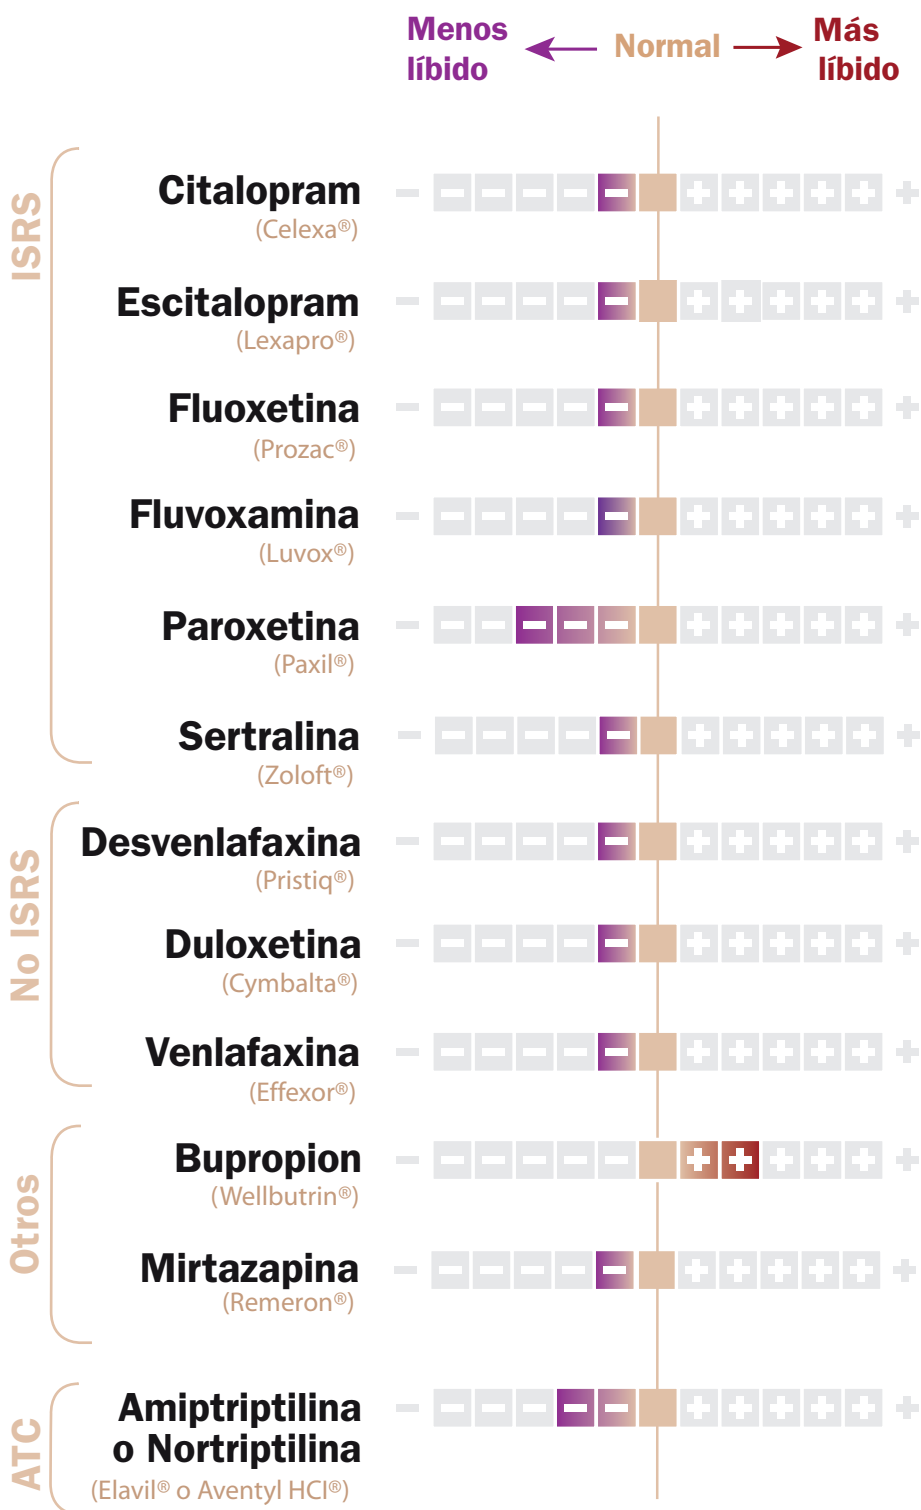 Menos
líbido
Normal
Más
líbido
ISRS
Citalopram
(Celexa®)
Escitalopram
(Lexapro®)
Fluoxetina
(Prozac®)
Fluvoxamina
(Luvox®)
Paroxetina
(Paxil®)
Sertralina
(Zoloft®)
No ISRS
Desvenlafaxina
(Pristiq®)
Duloxetina
(Cymbalta®)
Venlafaxina
(Effexor®)
Otros
Bupropion
(Wellbutrin®)
Mirtazapina
(Remeron®)
ATC
Amiptriptilina
o Nortriptilina
(Elavil® o Aventyl HCl®)